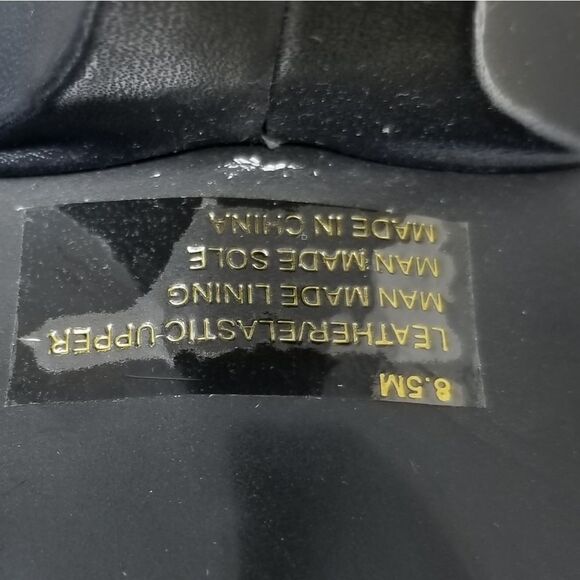 8.5M
LEATHER/ELASTIC UPPER
MAN MADE LINING
MAN MADE SOLE
MADE IN CHINA